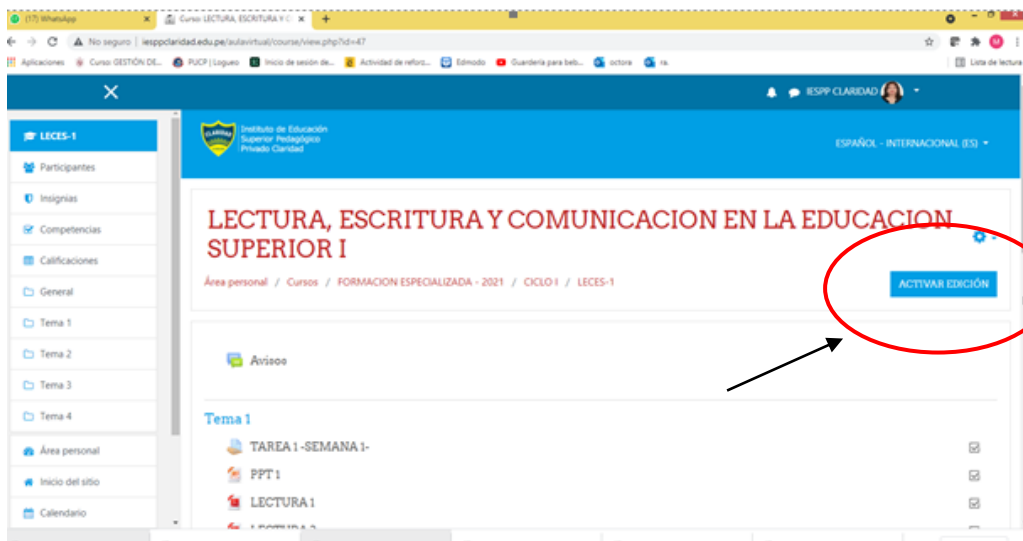 (17) WhatsApp
Curso: LECTURA, ESCRITURA Y C
No seguro | iesppclaridad.edu.pe/aulavirtual/course/view.php?id=47
Aplicaciones
Curso: GESTIÓN DE...
PUCP | Logueo
Inicio de sesión de...
Actividad de reforz...
Edmodo
Guardería para beb...
octora
ra.
Lista de lectura
IESPP CLARIDAD
LECES-1
CLARIDAD
Instituto de Educación
Superior Pedagógico
Privado Claridad
ESPAÑOL - INTERNACIONAL (ES)
Participantes
Insignias
Competencias
Calificaciones
General
Tema 1
Tema 2
Tema 3
Tema 4
Área personal
Inicio del sitio
Calendario
LECTURA, ESCRITURA Y COMUNICACION EN LA EDUCACION
SUPERIOR I
Área personal / Cursos / FORMACION ESPECIALIZADA - 2021 / CICLO I / LECES-1
ACTIVAR EDICIÓN
Avisos
Tema 1
TAREA 1 -SEMANA 1-
PPT 1
LECTURA 1